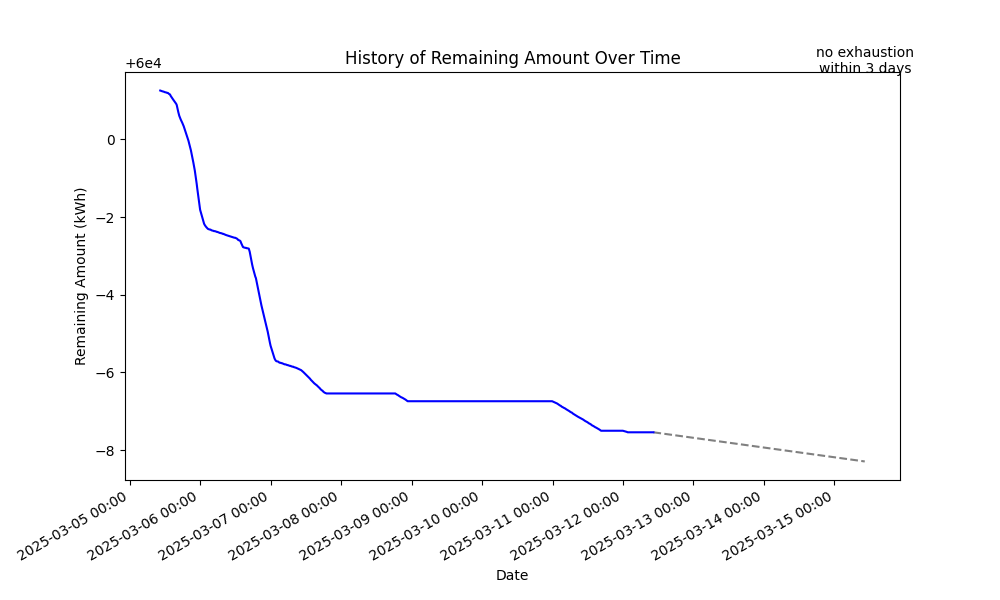 no exhaustion
within 3 days
History of Remaining Amount Over Time
+6e4
0
−2
−4
−6
−8
Remaining Amount (kWh)
2025-03-05 00:00
2025-03-06 00:00
2025-03-07 00:00
2025-03-08 00:00
2025-03-09 00:00
2025-03-10 00:00
2025-03-11 00:00
2025-03-12 00:00
2025-03-13 00:00
2025-03-14 00:00
2025-03-15 00:00
Date